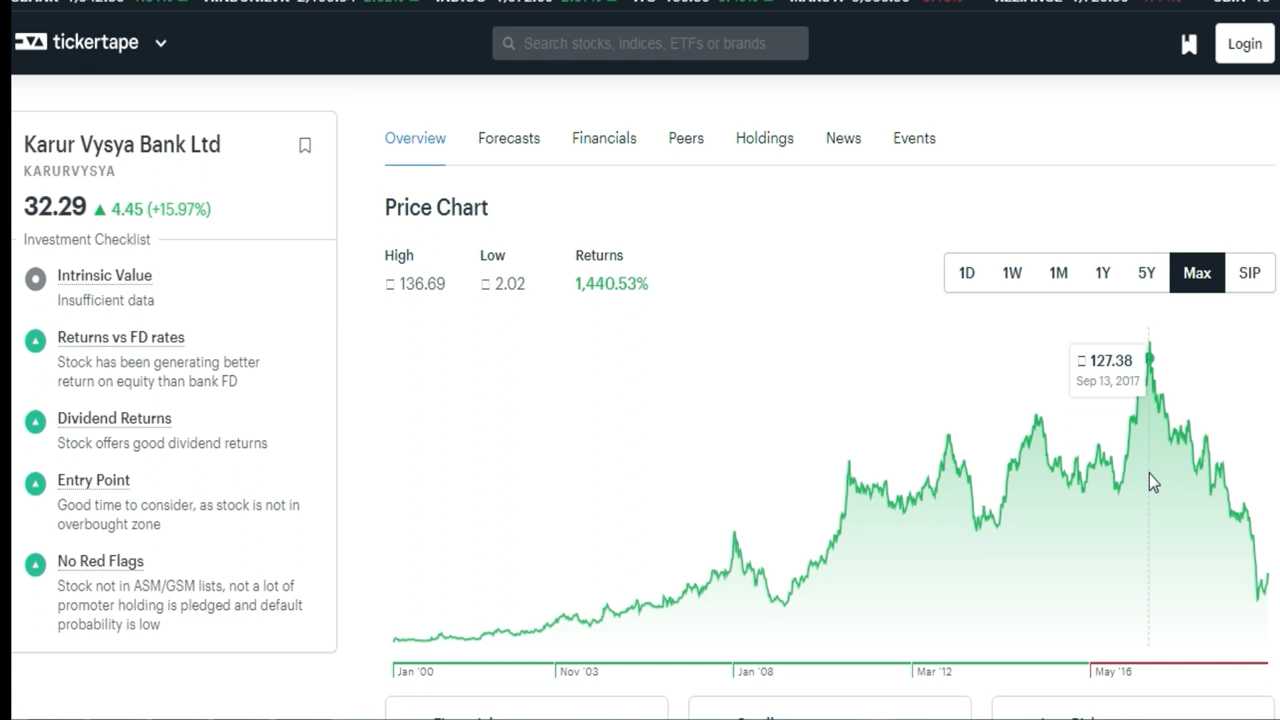 tickertape
Search stocks, indices, ETFs or brands
Login
Karur Vysya Bank Ltd
KARURVYSYA
32.29 ▲ 4.45 (+15.97%)
Investment Checklist
Intrinsic Value
Insufficient data
Returns vs FD rates
Stock has been generating better
return on equity than bank FD
Dividend Returns
Stock offers good dividend returns
Entry Point
Good time to consider, as stock is not in
overbought zone
No Red Flags
Stock not in ASM/GSM lists, not a lot of
promoter holding is pledged and default
probability is low
Overview Forecasts Financials Peers Holdings News Events
Price Chart
High Low Returns
136.69 2.02 1,440.53%
1D 1W 1M 1Y 5Y Max SIP
127.38
Sep 13, 2017
Jan '00 Nov '03 Jan '08 Mar '12 May '16